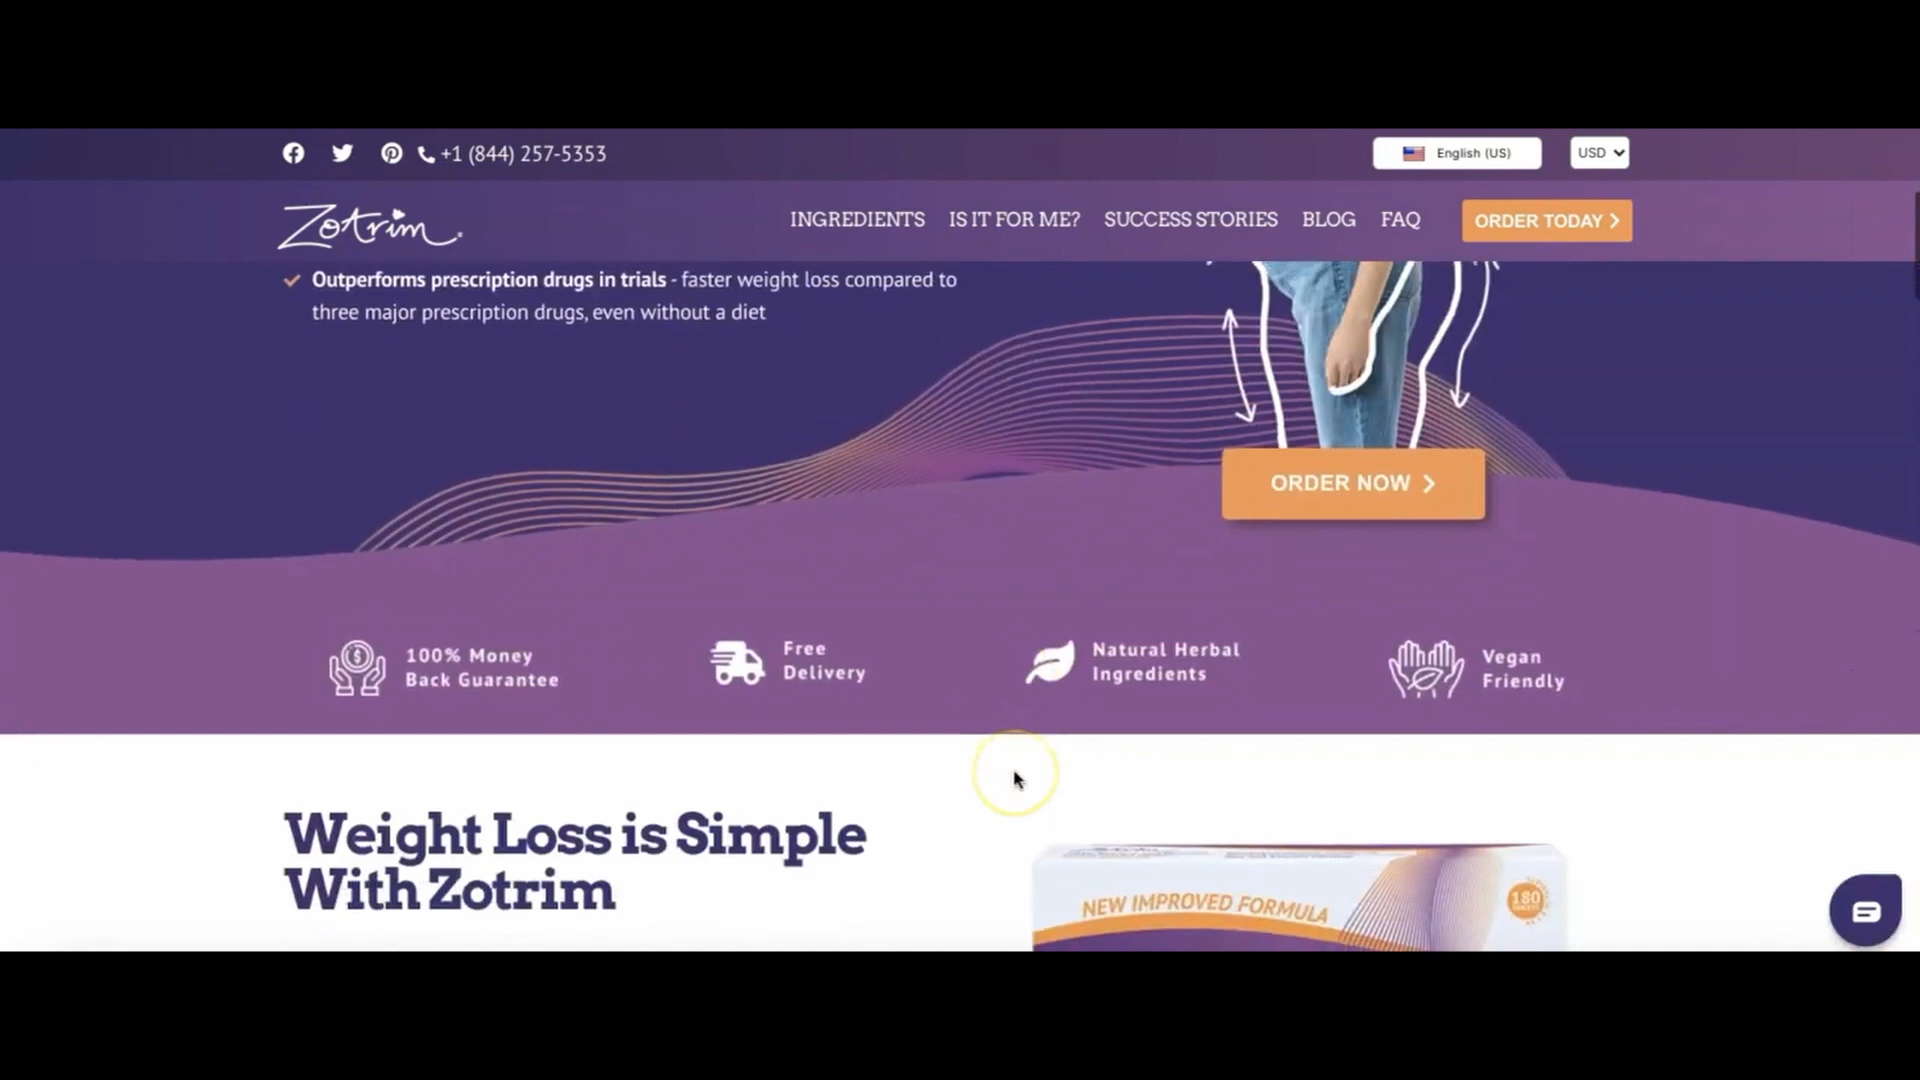 +1 (844) 257-5353
English (US)
USD
Zotrim
INGREDIENTS
IS IT FOR ME?
SUCCESS STORIES
BLOG
FAQ
ORDER TODAY
Outperforms prescription drugs in trials - faster weight loss compared to
three major prescription drugs, even without a diet
ORDER NOW
100% Money
Back Guarantee
Free
Delivery
Natural Herbal
Ingredients
Vegan
Friendly
Weight Loss is Simple
With Zotrim
NEW IMPROVED FORMULA
180